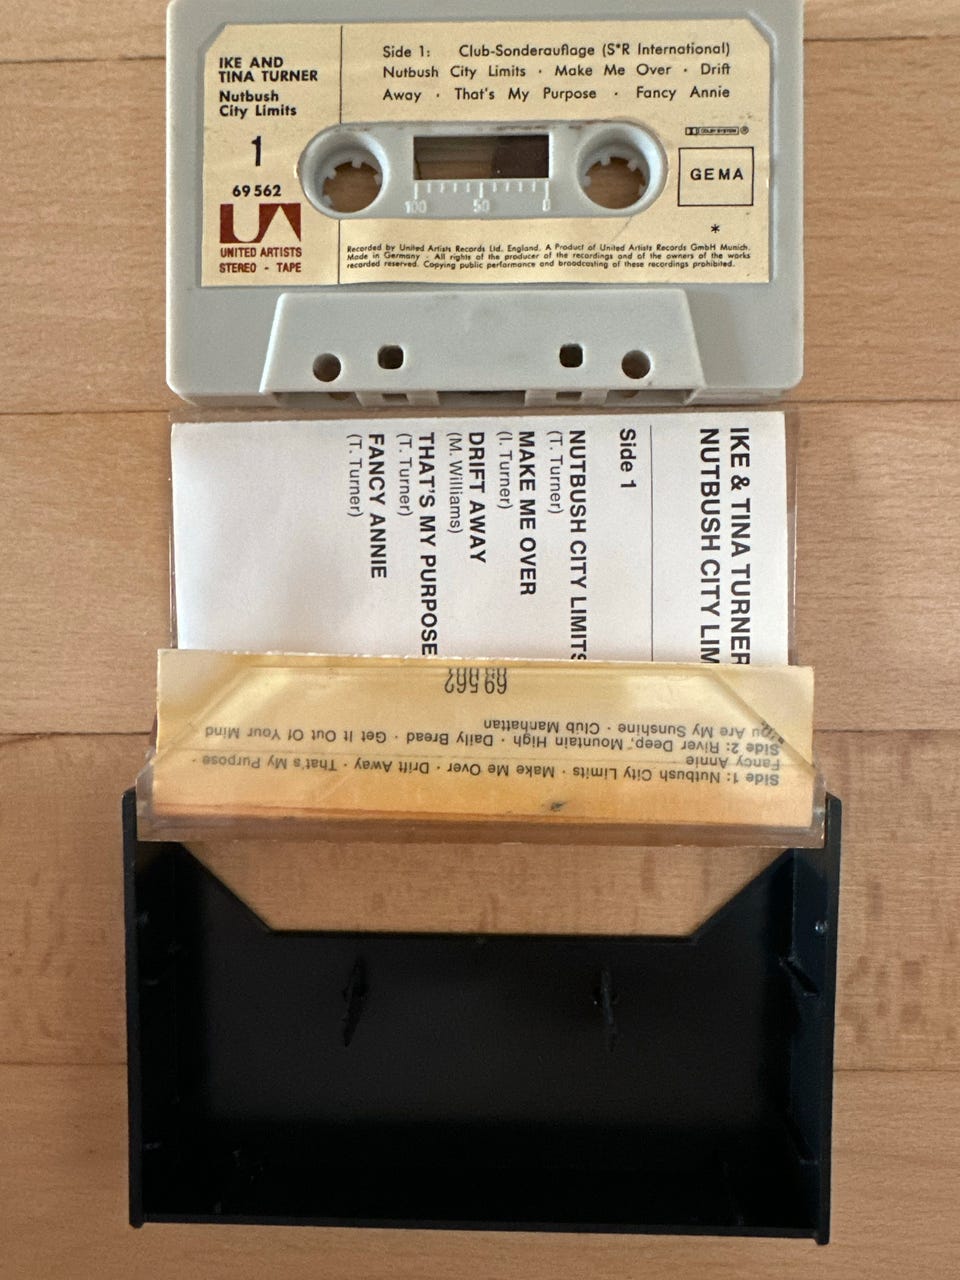 IKE AND
TINA TURNER
Nutbush
City Limits
1
69 562
UA
UNITED ARTISTS
STEREO - TAPE
Side 1: Club-Sonderauflage (S*R International)
Nutbush City Limits · Make Me Over · Drift
Away · That's My Purpose · Fancy Annie
DOLBY SYSTEM ®
100 50 0
GEMA
*
Recorded by United Artists Records Ltd. England. A Product of United Artists Records GmbH Munich.
Made in Germany · All rights of the producer of the recordings and of the owners of the works
recorded reserved. Copying public performance and broadcasting of these recordings prohibited.
IKE & TINA TURNER
NUTBUSH CITY LIM
Side 1
NUTBUSH CITY LIMITS
(T. Turner)
MAKE ME OVER
(I. Turner)
DRIFT AWAY
(M. Williams)
THAT'S MY PURPOSE
(T. Turner)
FANCY ANNIE
(T. Turner)
Side 1: Nutbush City Limits · Make Me Over · Drift Away · That's My Purpose ·
Fancy Annie
Side 2: River Deep, Mountain High · Daily Bread · Get It Out Of Your Mind
You Are My Sunshine · Club Manhattan
69 562